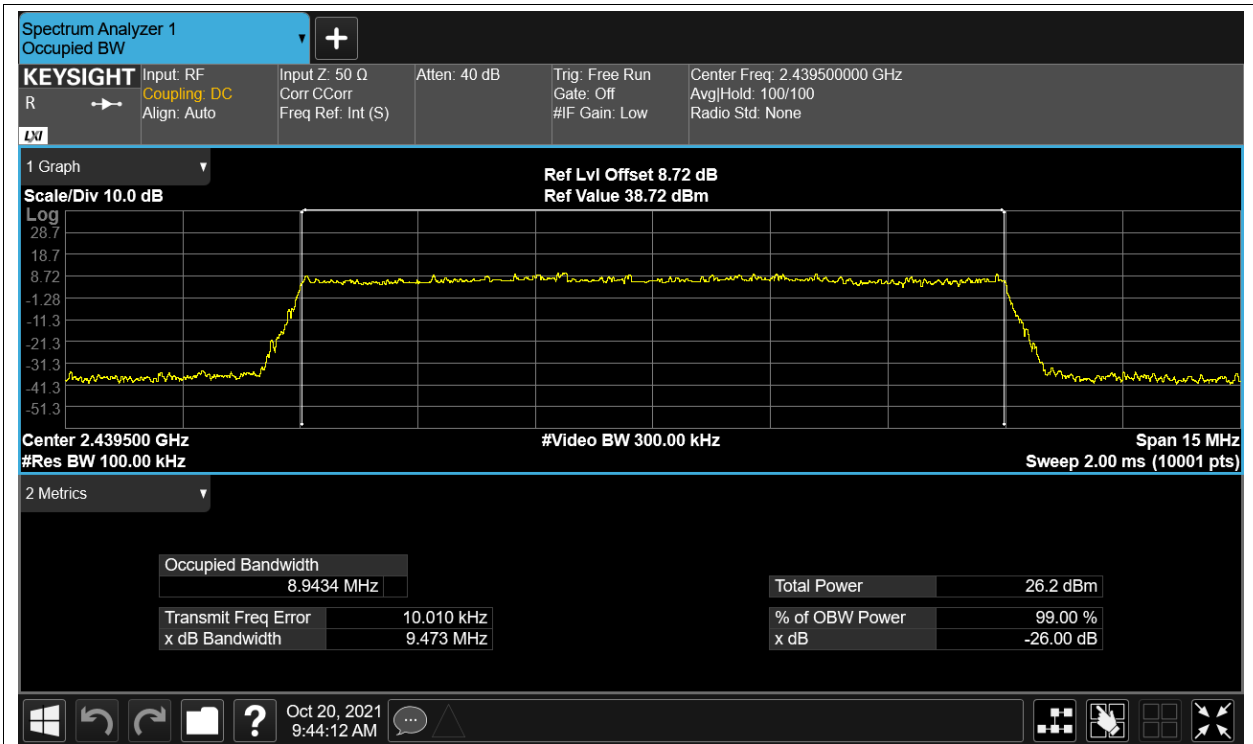 Spectrum Analyzer 1
Occupied BW
KEYSIGHT Input: RF Input Z: 50 Ω Atten: 40 dB Trig: Free Run Center Freq: 2.439500000 GHz
R Coupling: DC Corr CCorr Gate: Off Avg|Hold: 100/100
Align: Auto Freq Ref: Int (S) #IF Gain: Low Radio Std: None
LXI
1 Graph
Ref Lvl Offset 8.72 dB
Scale/Div 10.0 dB Ref Value 38.72 dBm
Log
28.7
18.7
8.72
-1.28
-11.3
-21.3
-31.3
-41.3
-51.3
Center 2.439500 GHz #Video BW 300.00 kHz Span 15 MHz
#Res BW 100.00 kHz Sweep 2.00 ms (10001 pts)
2 Metrics
Occupied Bandwidth
8.9434 MHz
Total Power 26.2 dBm
Transmit Freq Error 10.010 kHz % of OBW Power 99.00 %
x dB Bandwidth 9.473 MHz x dB -26.00 dB
Oct 20, 2021
9:44:12 AM